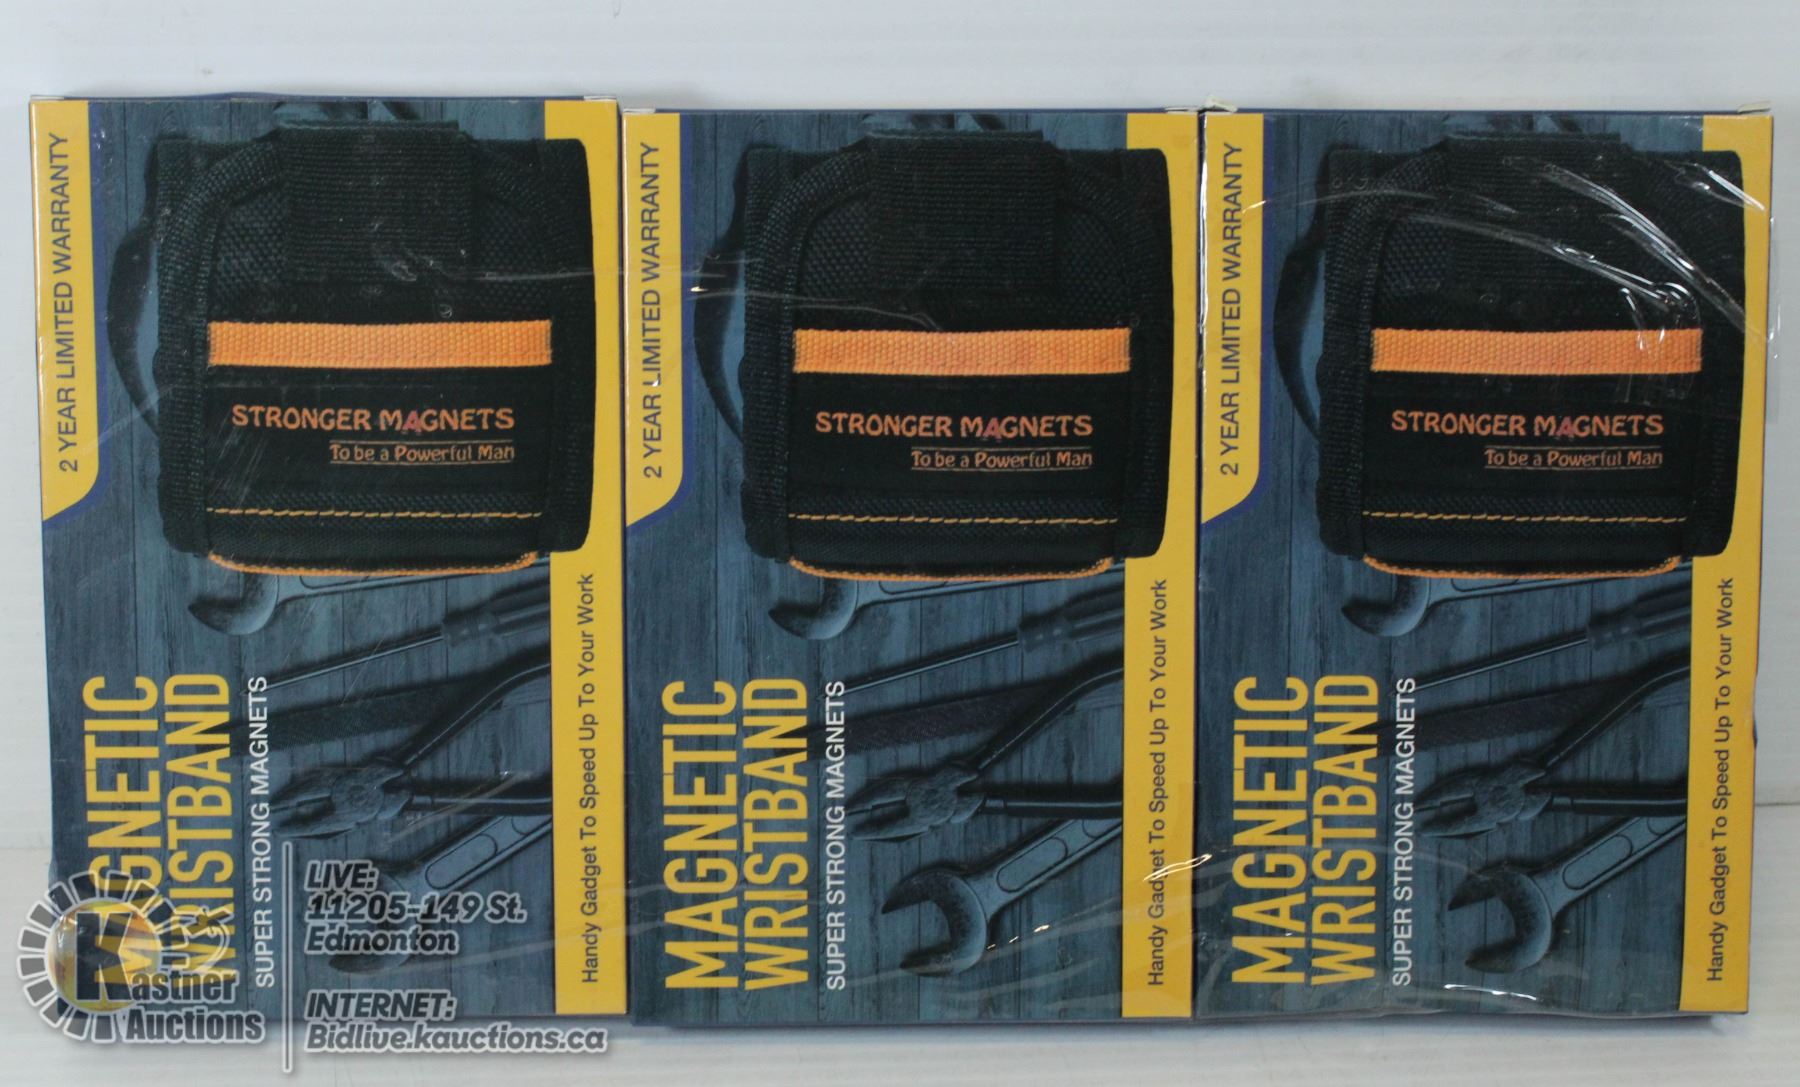 2 YEAR LIMITED WARRANTY
STRONGER MAGNETS
To be a Powerful Man
MAGNETIC
WRISTBAND
SUPER STRONG MAGNETS
Handy Gadget To Speed Up To Your Work
2 YEAR LIMITED WARRANTY
STRONGER MAGNETS
To be a Powerful Man
MAGNETIC
WRISTBAND
SUPER STRONG MAGNETS
Handy Gadget To Speed Up To Your Work
2 YEAR LIMITED WARRANTY
STRONGER MAGNETS
To be a Powerful Man
MAGNETIC
WRISTBAND
SUPER STRONG MAGNETS
Handy Gadget To Speed Up To Your Work
Kastner
Auctions
LIVE:
11205-149 St.
Edmonton
INTERNET:
Bidlive.kauctions.ca